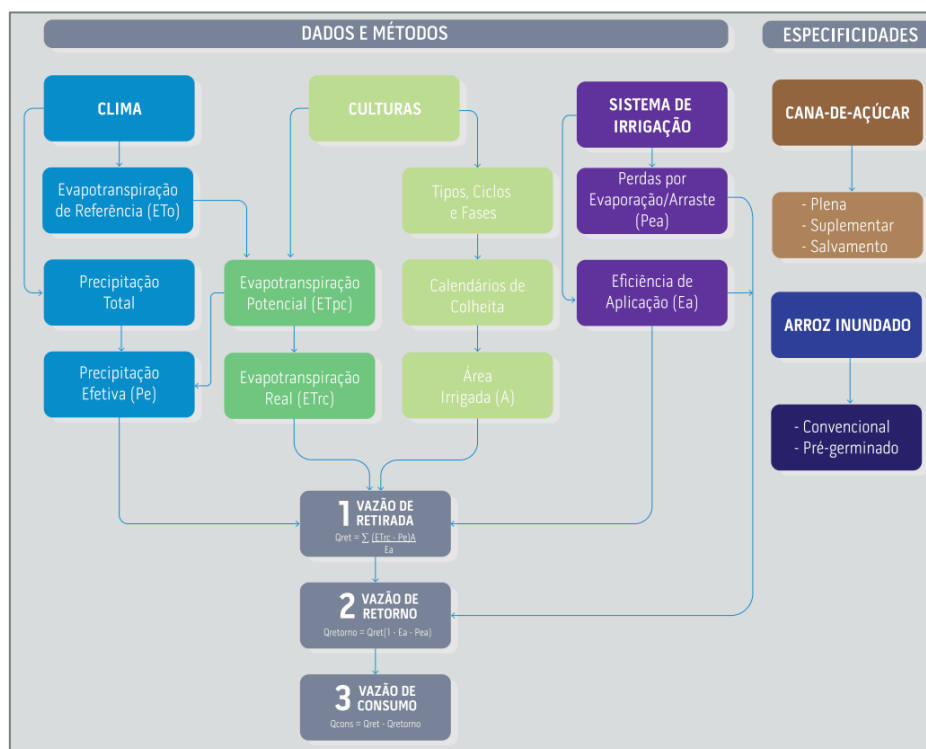 DADOS E MÉTODOS
ESPECIFICIDADES
CLIMA
CULTURAS
SISTEMA DE
IRRIGAÇÃO
CANA-DE-AÇÚCAR
Evapotranspiração
de Referência (ETo)
Tipos, Ciclos
e Fases
Perdas por
Evaporação/Arraste
(Pea)
- Plena
- Suplementar
- Salvamento
Precipitação
Total
Evapotranspiração
Potencial (ETpc)
Calendários de
Colheita
Eficiência de
Aplicação (Ea)
ARROZ INUNDADO
Precipitação
Efetiva (Pe)
Evapotranspiração
Real (ETrc)
Área
Irrigada (A)
- Convencional
- Pré-germinado
1 VAZÃO DE
RETIRADA
Qret = ∑ (ETrc - Pe)A
Ea
2 VAZÃO DE
RETORNO
Qretorno = Qret(1 - Ea - Pea)
3 VAZÃO DE
CONSUMO
Qcons = Qret - Qretorno